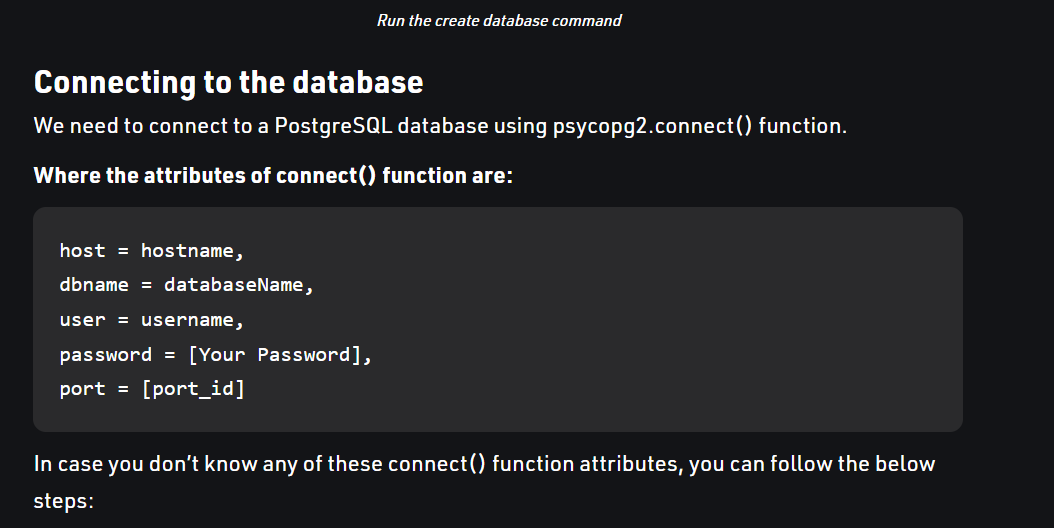 Run the create database command
Connecting to the database
We need to connect to a PostgreSQL database using psycopg2.connect() function.
Where the attributes of connect() function are:
host = hostname,
dbname = databaseName,
user = username,
password = [Your Password],
port = [port_id]
In case you don’t know any of these connect() function attributes, you can follow the below
steps: